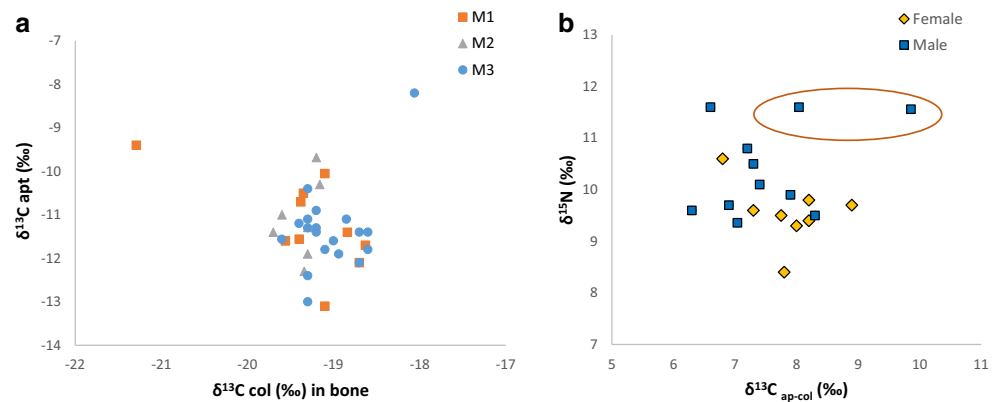 a
-7
-8
-9
-10
-11
-12
-13
-14
-22
-21
-20
-19
-18
-17
δ¹³C apt (‰)
δ¹³C col (‰) in bone
M1
M2
M3
b
13
12
11
10
9
8
7
5
6
7
8
9
10
11
δ¹⁵N (‰)
δ¹³C ap-col (‰)
Female
Male